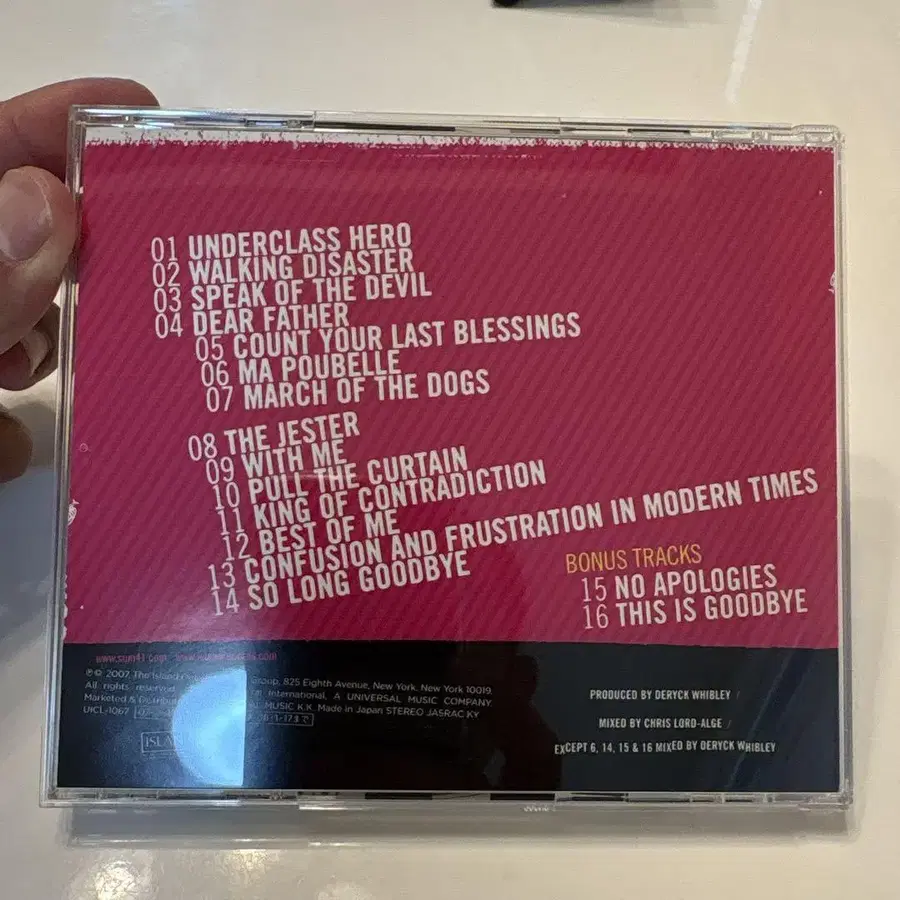 01 UNDERCLASS HERO
02 WALKING DISASTER
03 SPEAK OF THE DEVIL
04 DEAR FATHER
05 COUNT YOUR LAST BLESSINGS
06 MA POUBELLE
07 MARCH OF THE DOGS
08 THE JESTER
09 WITH ME
10 PULL THE CURTAIN
11 KING OF CONTRADICTION
12 BEST OF ME
13 CONFUSION AND FRUSTRATION IN MODERN TIMES
14 SO LONG GOODBYE
BONUS TRACKS
15 NO APOLOGIES
16 THIS IS GOODBYE
www.sum41.com
℗© 2007 The Island Group, 825 Eighth Avenue, New York, New York 10019.
All rights reserved International, A UNIVERSAL MUSIC COMPANY.
Marketed & MUSIC K.K. Made in Japan STEREO JASRAC KY
UICL-1067
PRODUCED BY DERYCK WHIBLEY /
MIXED BY CHRIS LORD-ALGE /
EXCEPT 6, 14, 15 & 16 MIXED BY DERYCK WHIBLEY